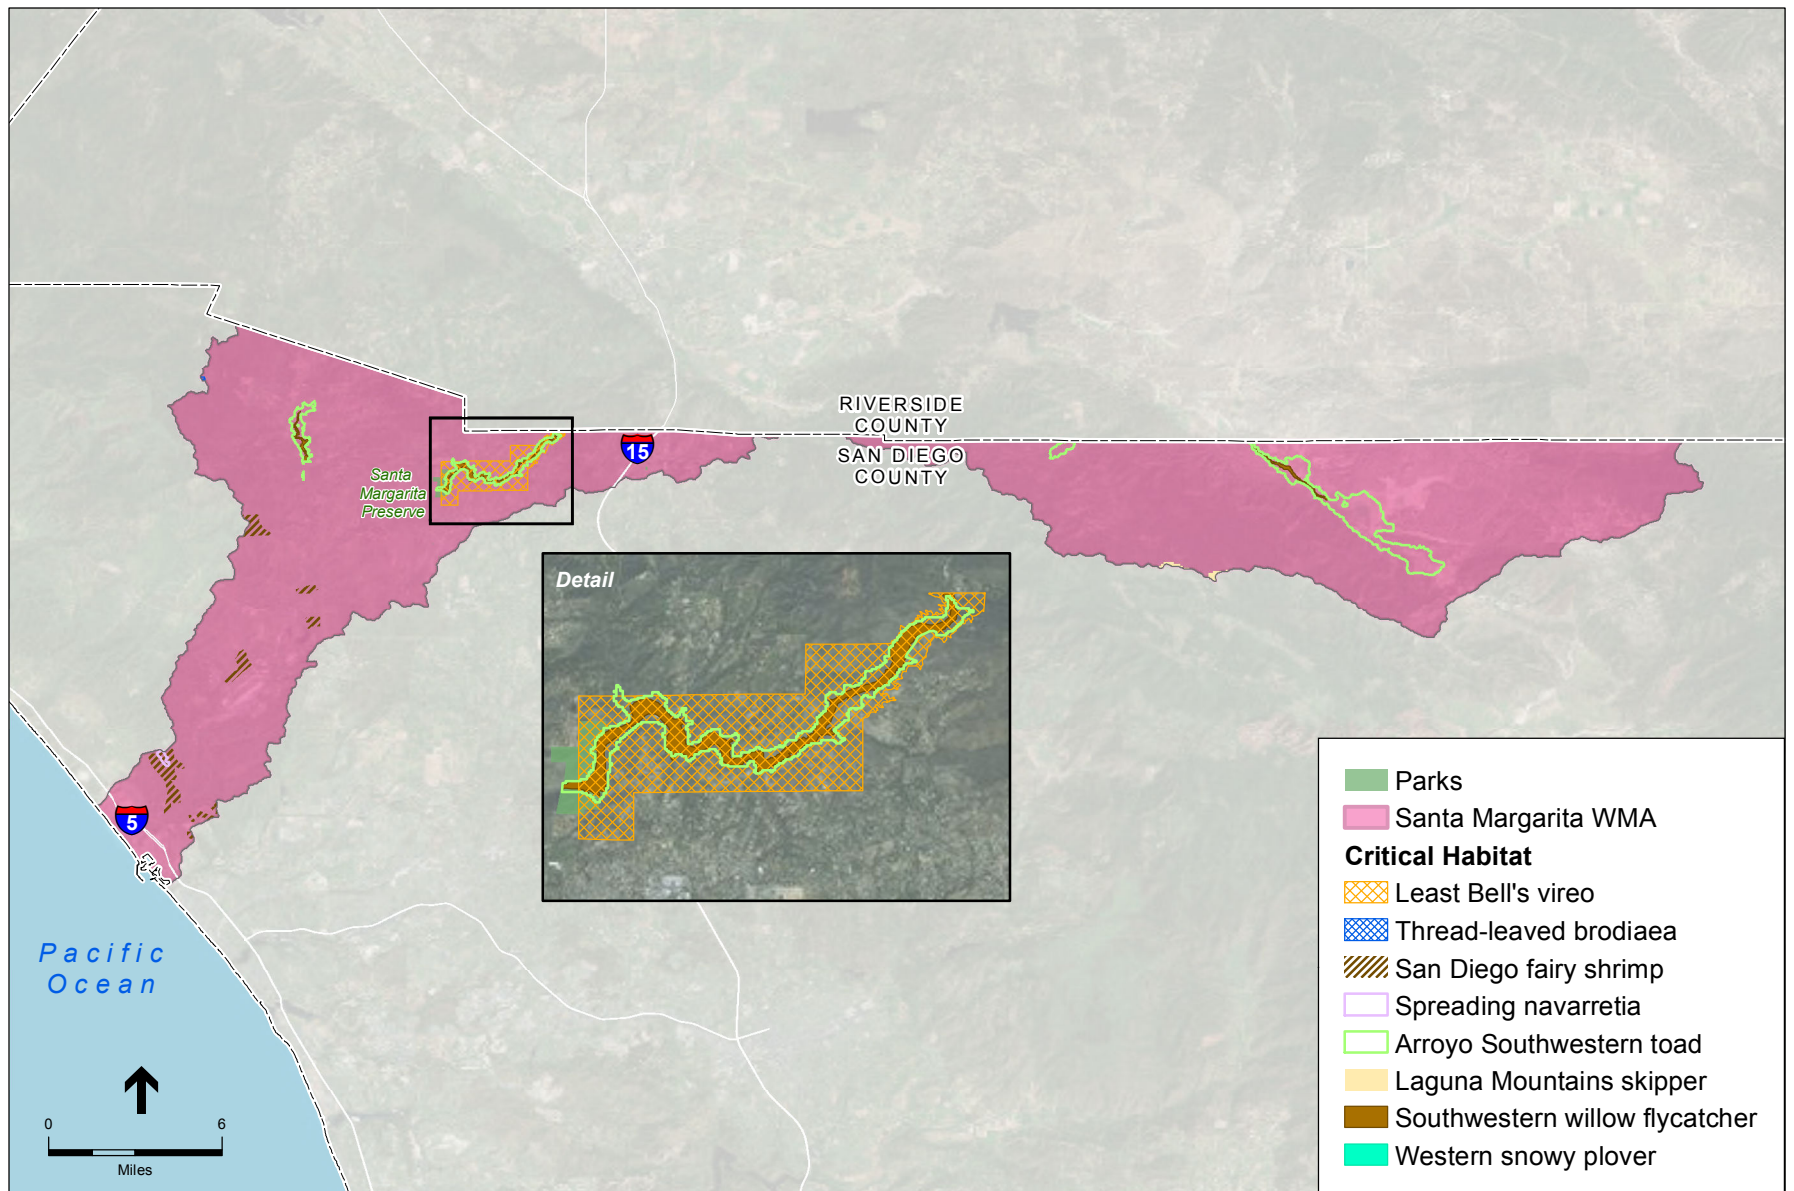 RIVERSIDE
COUNTY
SAN DIEGO
COUNTY
15
Santa
Margarita
Preserve
Detail
5
Pacific
Ocean
0 6
Miles
Parks
Santa Margarita WMA
Critical Habitat
Least Bell's vireo
Thread-leaved brodiaea
San Diego fairy shrimp
Spreading navarretia
Arroyo Southwestern toad
Laguna Mountains skipper
Southwestern willow flycatcher
Western snowy plover